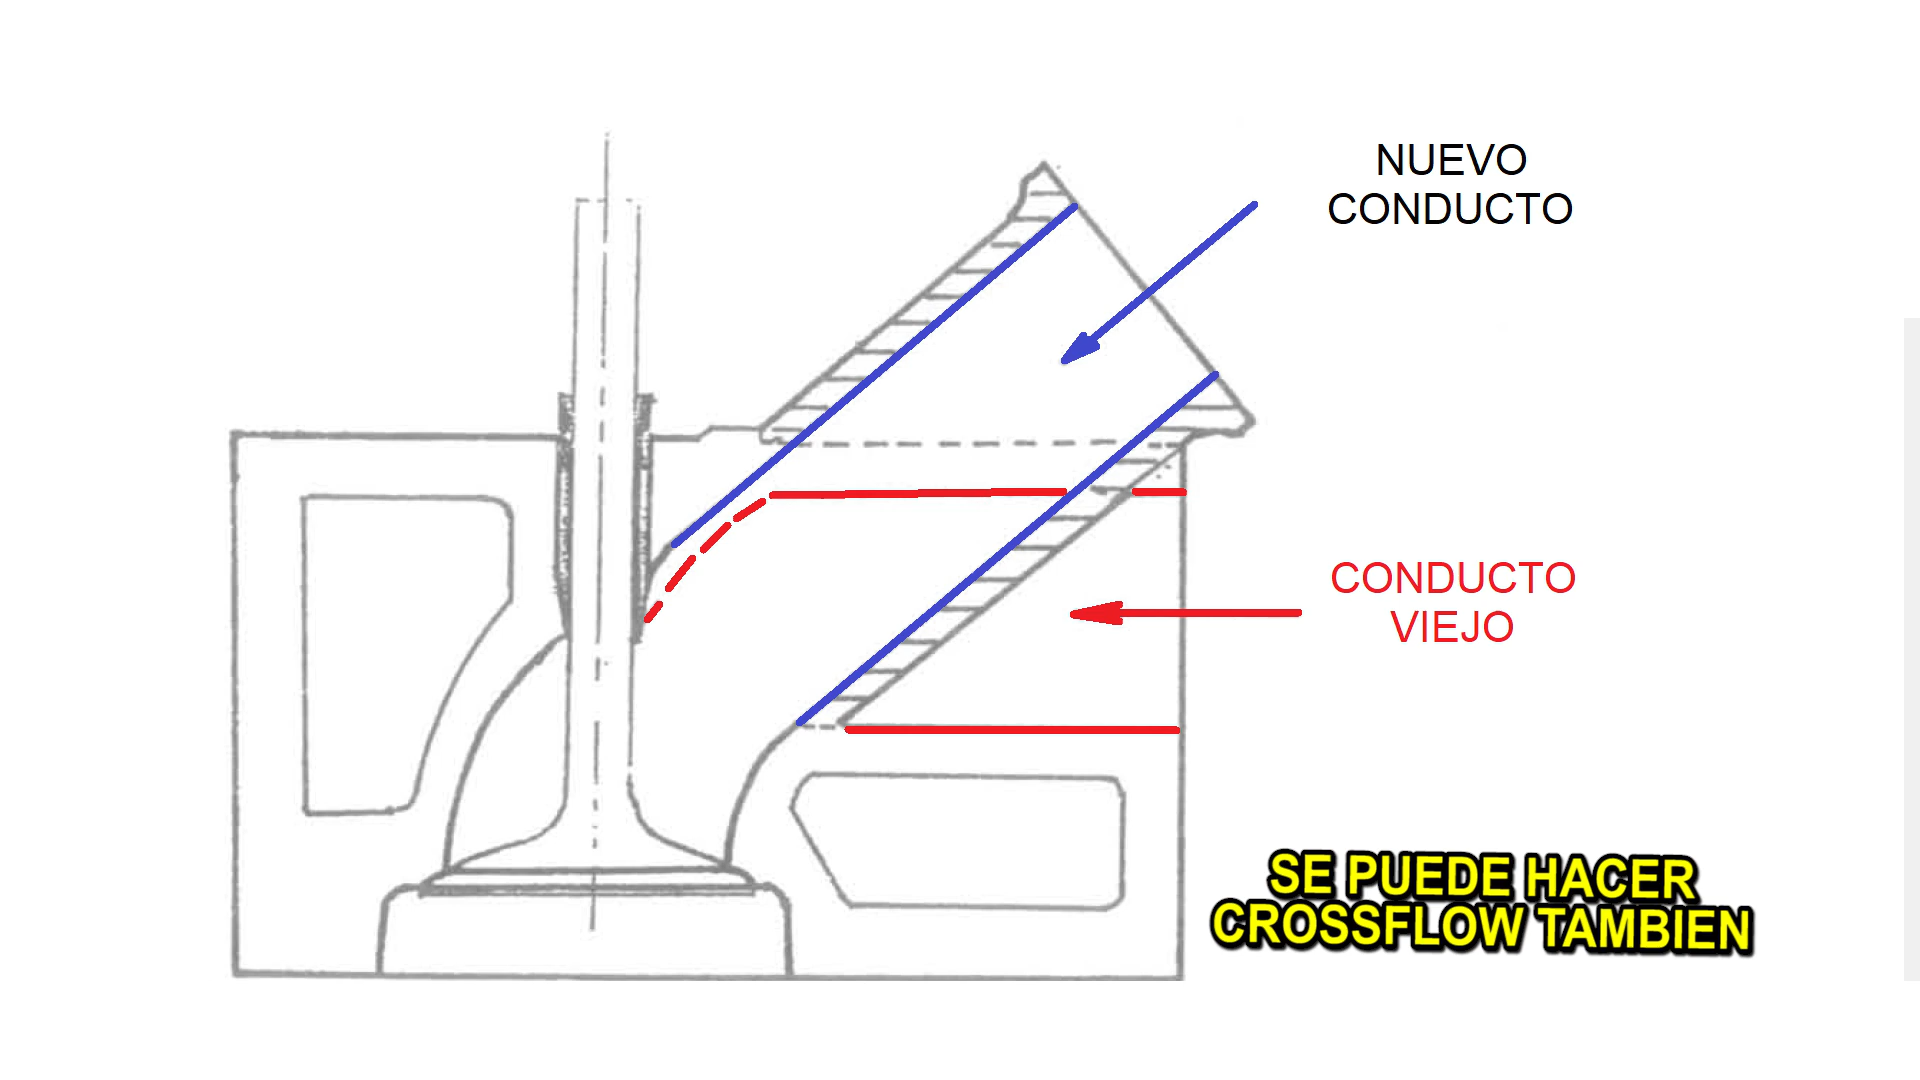 NUEVO
CONDUCTO
CONDUCTO
VIEJO
SE PUEDE HACER
CROSSFLOW TAMBIEN